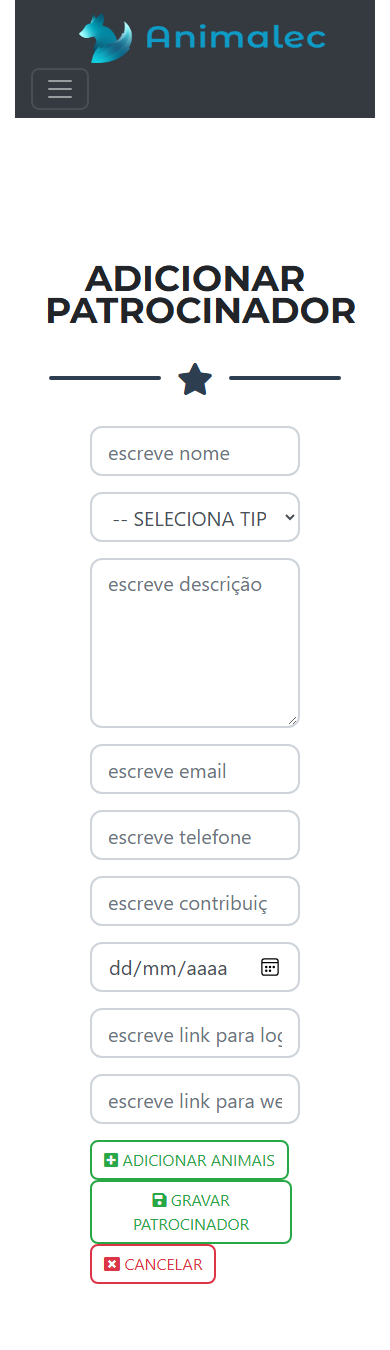 Animalec
ADICIONAR
PATROCINADOR
escreve nome
-- SELECIONA TIP
escreve descrição
escreve email
escreve telefone
escreve contribuiç
dd/mm/aaaa
escreve link para log
escreve link para we
ADICIONAR ANIMAIS
GRAVAR
PATROCINADOR
CANCELAR